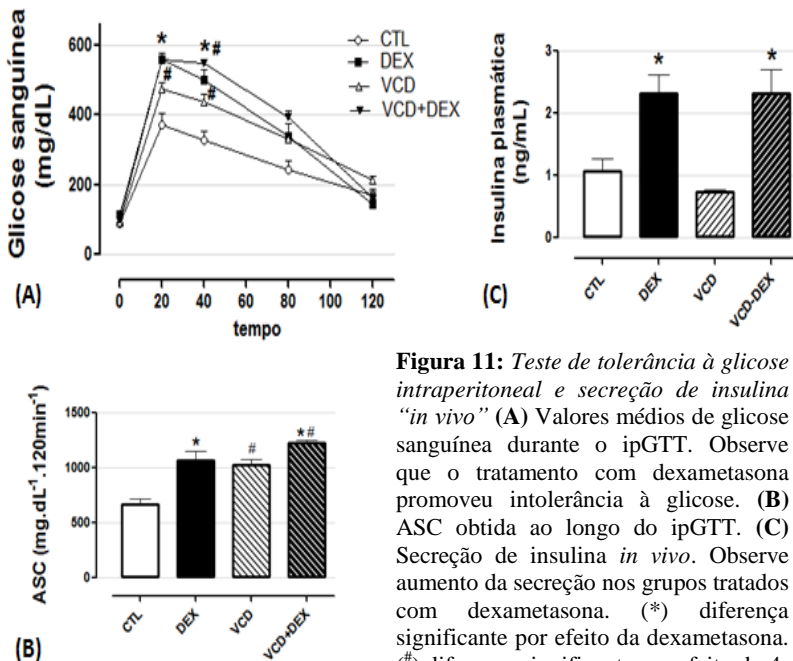 600
400
200
0
Glicose sanguínea
(mg/dL)
*
*#
#
#
CTL
DEX
VCD
VCD+DEX
0
20
40
60
80
100
120
tempo
(A)
3
2
1
0
Insulina plasmática
(ng/mL)
*
*
CTL
DEX
VCD
VCD-DEX
(C)
1500
1000
500
0
ASC (mg.dL-1.120min-1)
*
#
*#
CTL
DEX
VCD
VCD+DEX
(B)
Figura 11: Teste de tolerância à glicose
intraperitoneal e secreção de insulina
“in vivo” (A) Valores médios de glicose
sanguínea durante o ipGTT. Observe
que o tratamento com dexametasona
promoveu intolerância à glicose. (B)
ASC obtida ao longo do ipGTT. (C)
Secreção de insulina in vivo. Observe
aumento da secreção nos grupos tratados
com dexametasona. (*) diferença
significante por efeito da dexametasona.